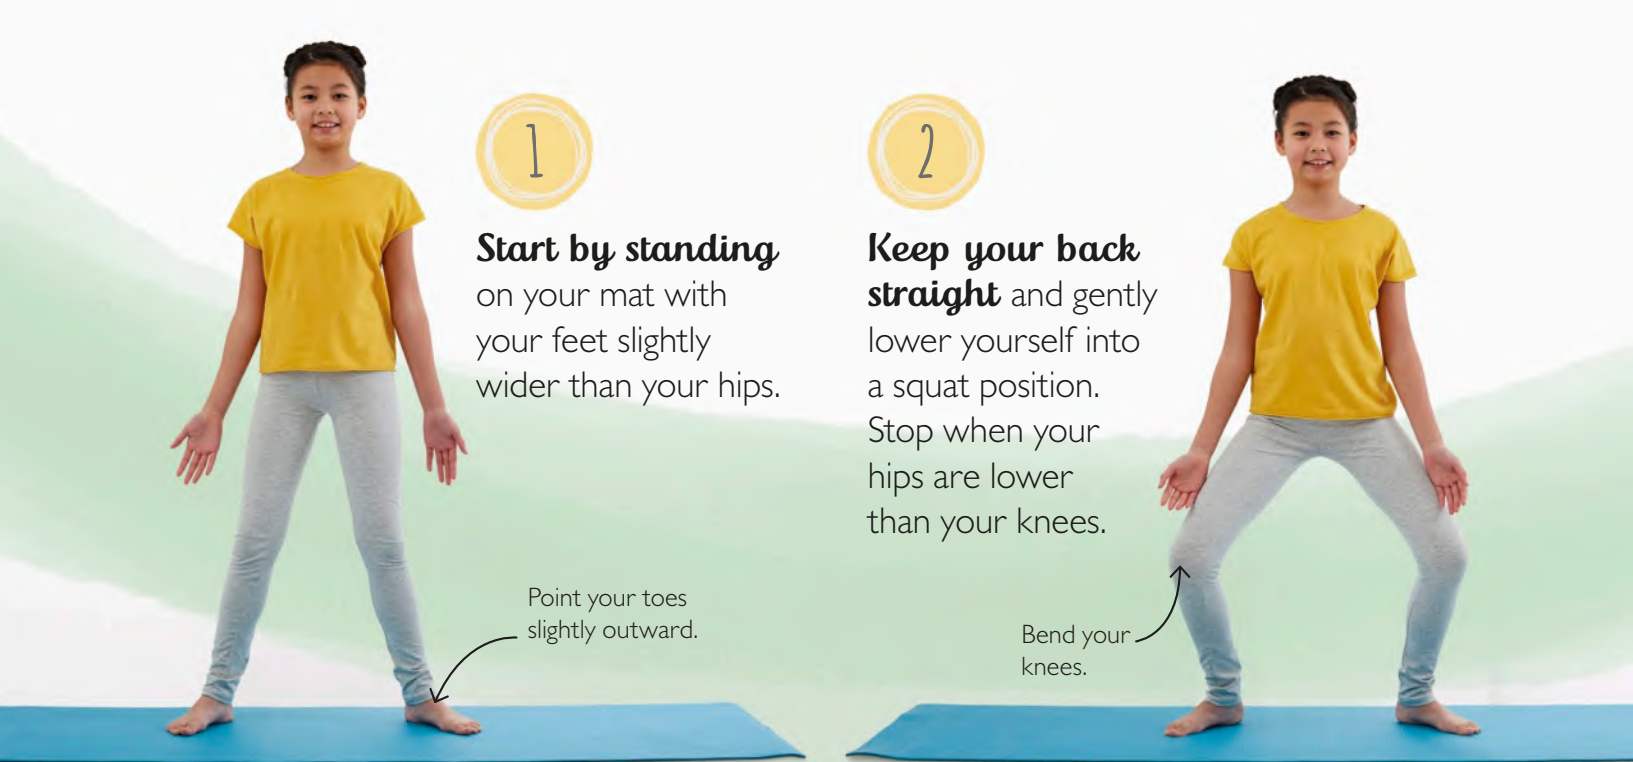 1
Start by standing
on your mat with
your feet slightly
wider than your hips.
Point your toes
slightly outward.
2
Keep your back
straight and gently
lower yourself into
a squat position.
Stop when your
hips are lower
than your knees.
Bend your
knees.